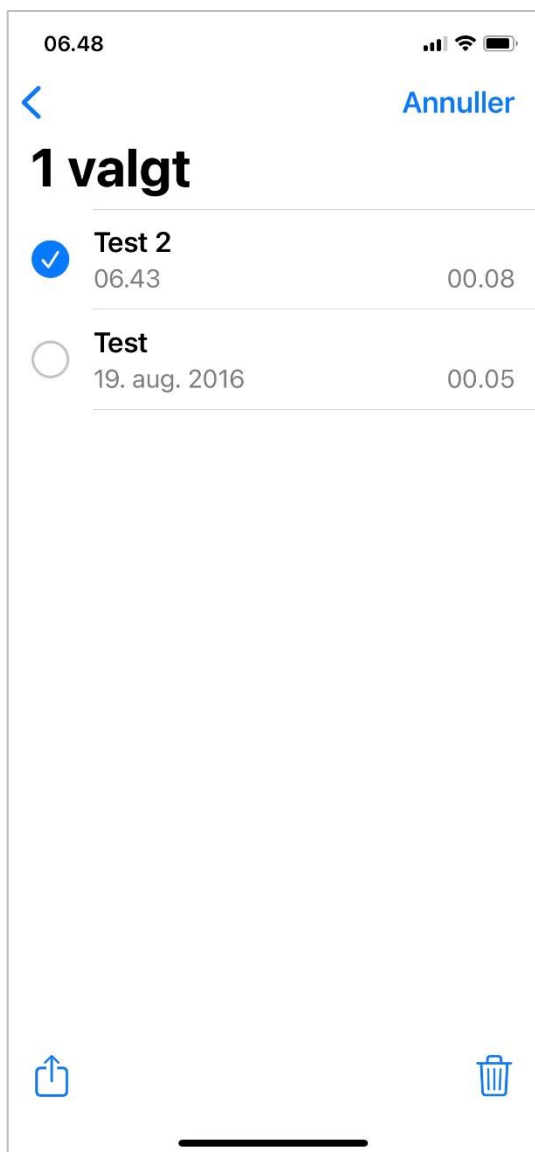 06.48
Annuller
1 valgt
Test 2
06.43 00.08
Test
19. aug. 2016 00.05